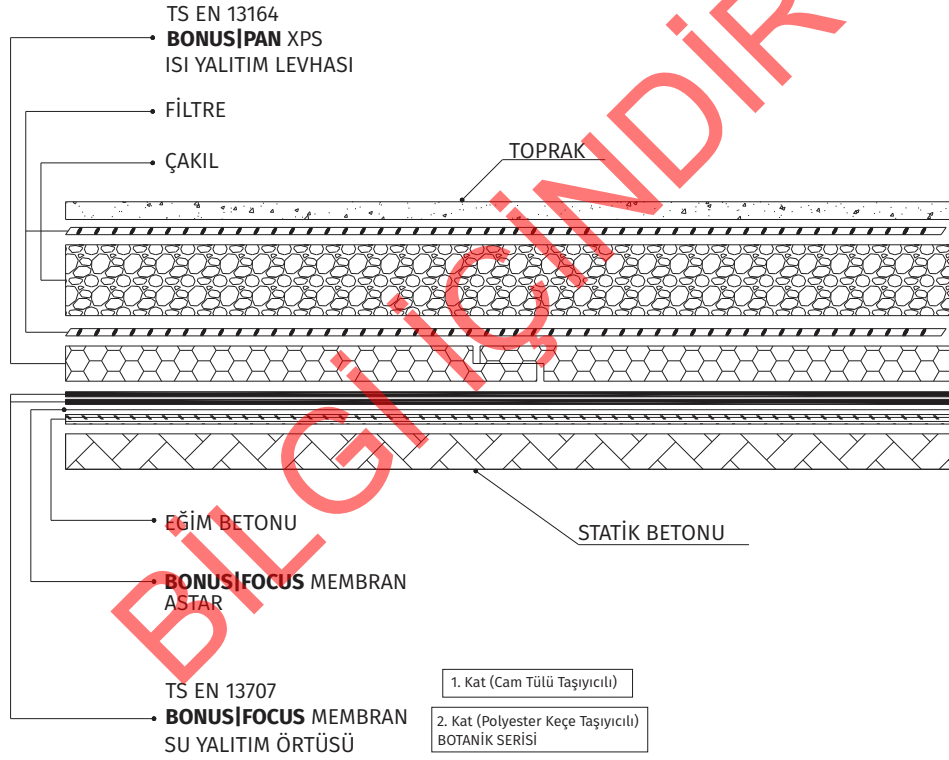 TS EN 13164
BONUS|PAN XPS
ISI YALITIM LEVHASI
FİLTRE
ÇAKIL
TOPRAK
BİLGİ İÇİNDİR
EĞİM BETONU
STATİK BETONU
BONUS|FOCUS MEMBRAN
ASTAR
TS EN 13707
BONUS|FOCUS MEMBRAN
SU YALITIM ÖRTÜSÜ
1. Kat (Cam Tülü Taşıyıcılı)
2. Kat (Polyester Keçe Taşıyıcılı)
BOTANİK SERİSİ